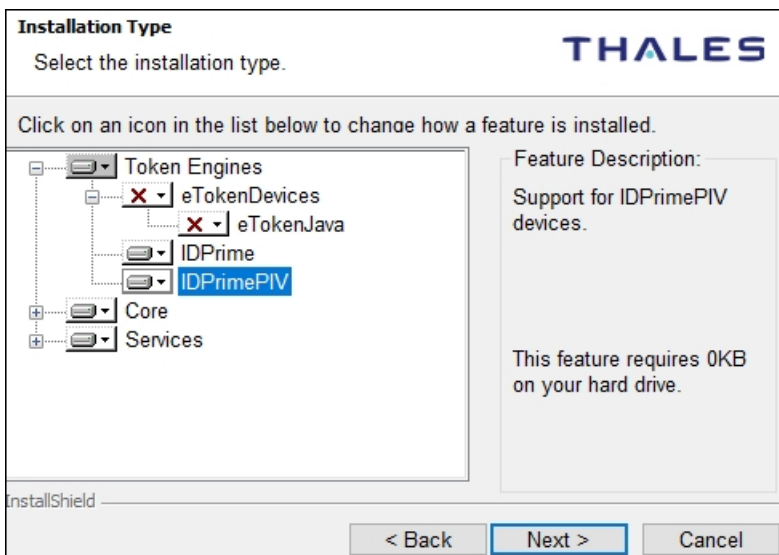 Installation Type
Select the installation type.
THALES
Click on an icon in the list below to change how a feature is installed.
Token Engines
eTokenDevices
eTokenJava
IDPrime
IDPrimePIV
Core
Services
Feature Description:
Support for IDPrimePIV
devices.
This feature requires 0KB
on your hard drive.
InstallShield
< Back
Next >
Cancel